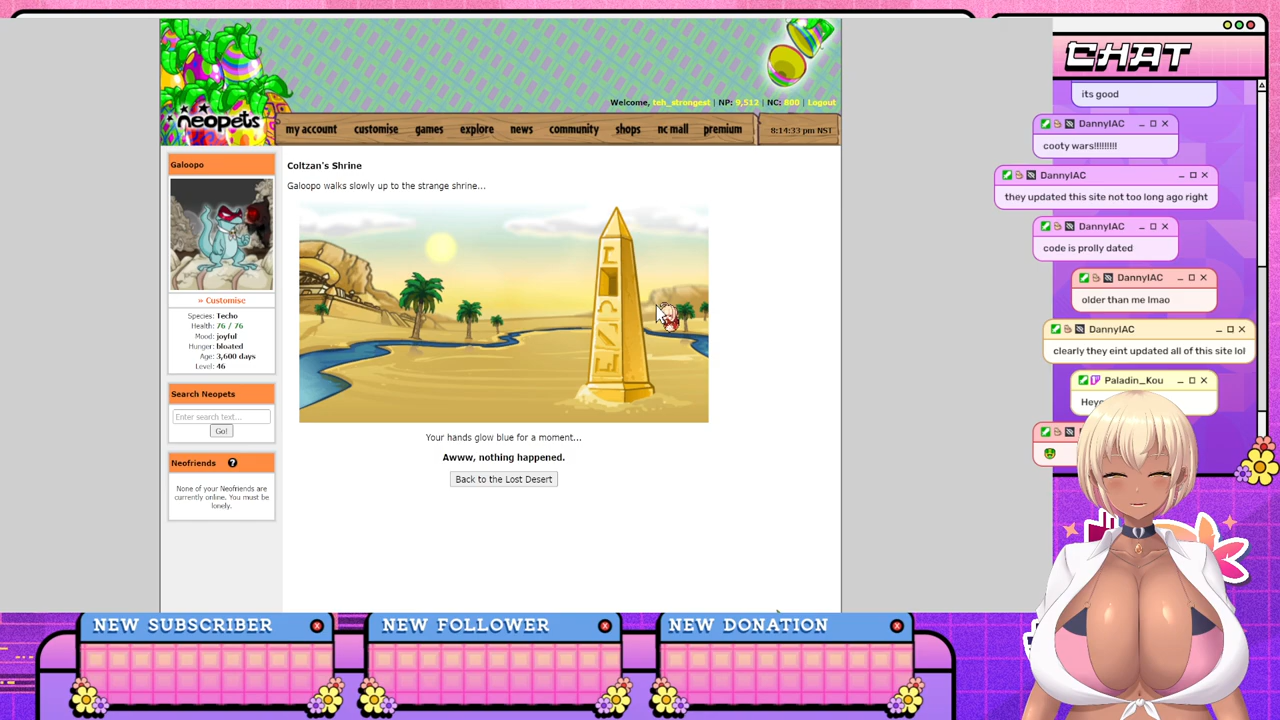 neopets
Welcome, teh_strongest | NP: 9,512 | NC: 800 | Logout
my account customise games explore news community shops nc mall premium 8:14:33 pm NST
Galoopo
» Customise
Species: Techo
Health: 76 / 76
Mood: joyful
Hunger: bloated
Age: 3,600 days
Level: 46
Search Neopets
Enter search text...
Go!
Neofriends ?
None of your Neofriends are
currently online. You must be
lonely.
Coltzan's Shrine
Galoopo walks slowly up to the strange shrine...
Your hands glow blue for a moment...
Awww, nothing happened.
Back to the Lost Desert
CHAT
its good
DannyIAC
cooty wars!!!!!!!!!
DannyIAC
they updated this site not too long ago right
DannyIAC
code is prolly dated
DannyIAC
older than me lmao
DannyIAC
clearly they eint updated all of this site lol
Paladin_Kou
NEW SUBSCRIBER
NEW FOLLOWER
NEW DONATION